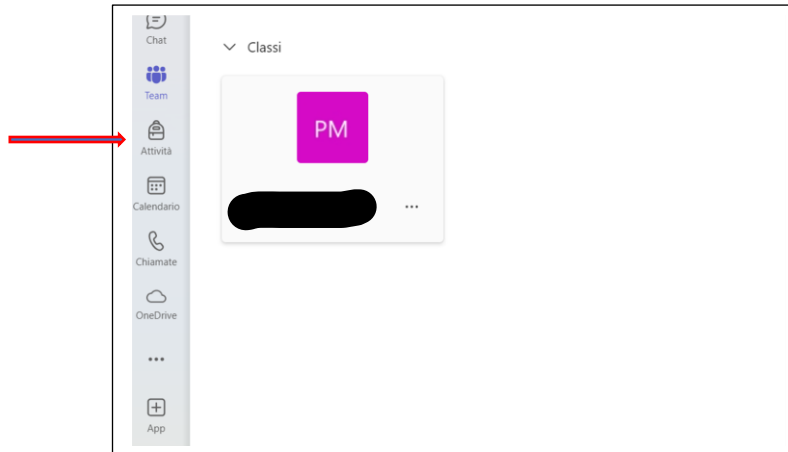 Chat
Classi
Team
PM
Attività
Calendario
Chiamate
OneDrive
App